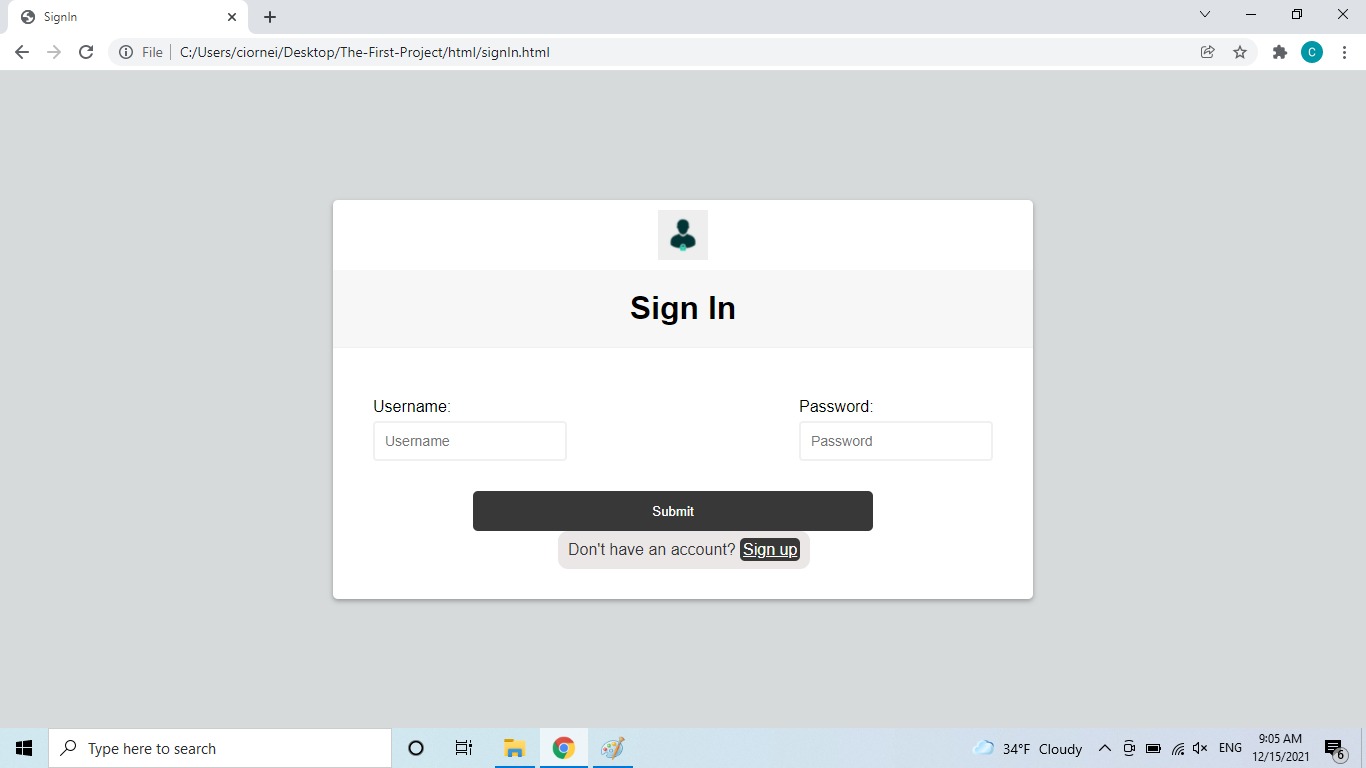 SignIn
File
C:/Users/ciornei/Desktop/The-First-Project/html/signIn.html
C
Sign In
Username:
Password:
Username
Password
Submit
Don't have an account? Sign up
Type here to search
34°F Cloudy
ENG
9:05 AM
12/15/2021
6